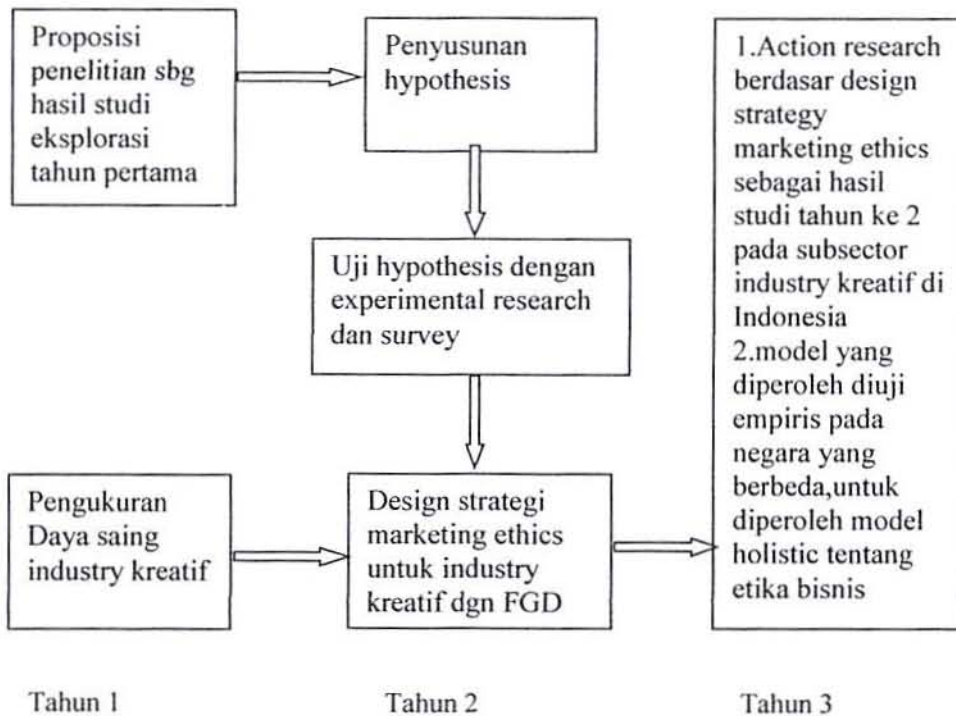 Proposisi
penelitian sbg
hasil studi
eksplorasi
tahun pertama
Penyusunan
hypothesis
Uji hypothesis dengan
experimental research
dan survey
Pengukuran
Daya saing
industry kreatif
Design strategi
marketing ethics
untuk industry
kreatif dgn FGD
1.Action research
berdasar design
strategy
marketing ethics
sebagai hasil
studi tahun ke 2
pada subsector
industry kreatif di
Indonesia
2.model yang
diperoleh diuji
empiris pada
negara yang
berbeda,untuk
diperoleh model
holistic tentang
etika bisnis
Tahun 1
Tahun 2
Tahun 3